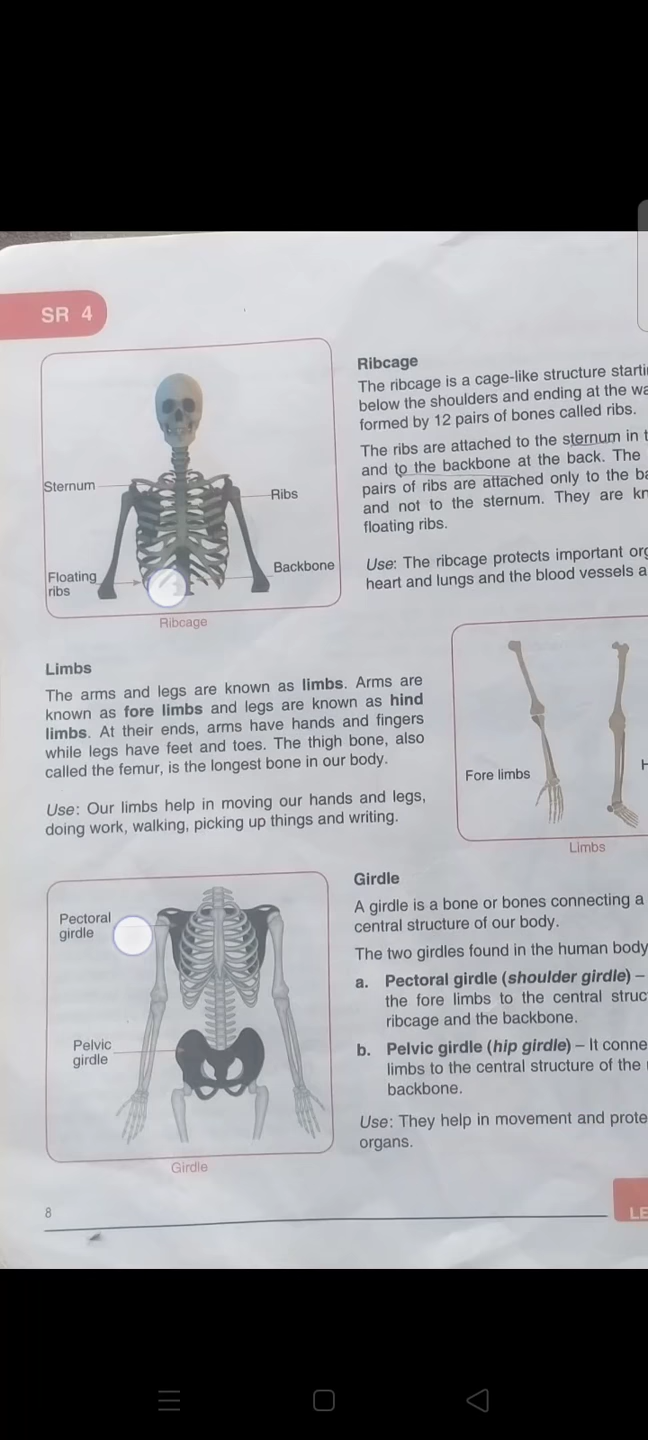 SR 4
Sternum
Ribs
Floating
ribs
Backbone
Ribcage
Ribcage
The ribcage is a cage-like structure starti
below the shoulders and ending at the wa
formed by 12 pairs of bones called ribs.
The ribs are attached to the sternum in t
and to the backbone at the back. The
pairs of ribs are attached only to the ba
and not to the sternum. They are kn
floating ribs.
Use: The ribcage protects important org
heart and lungs and the blood vessels a
Limbs
The arms and legs are known as limbs. Arms are
known as fore limbs and legs are known as hind
limbs. At their ends, arms have hands and fingers
while legs have feet and toes. The thigh bone, also
called the femur, is the longest bone in our body.
Use: Our limbs help in moving our hands and legs,
doing work, walking, picking up things and writing.
Fore limbs
H
Limbs
Pectoral
girdle
Pelvic
girdle
Girdle
Girdle
A girdle is a bone or bones connecting a
central structure of our body.
The two girdles found in the human body
a. Pectoral girdle (shoulder girdle) –
the fore limbs to the central struc
ribcage and the backbone.
b. Pelvic girdle (hip girdle) – It conne
limbs to the central structure of the
backbone.
Use: They help in movement and prote
organs.
8
LE